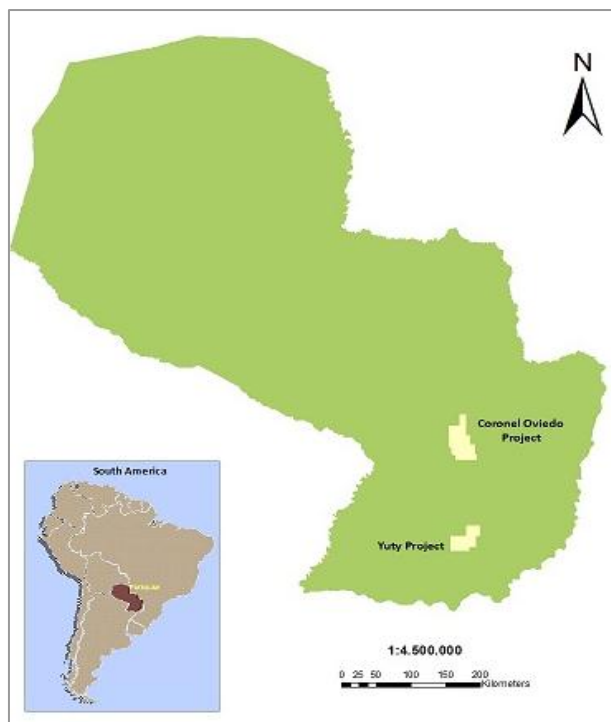 N
Coronel Oviedo
Project
Yuty Project
South America
1:4.500.000
0 25 50 100 150 200
Kilometers